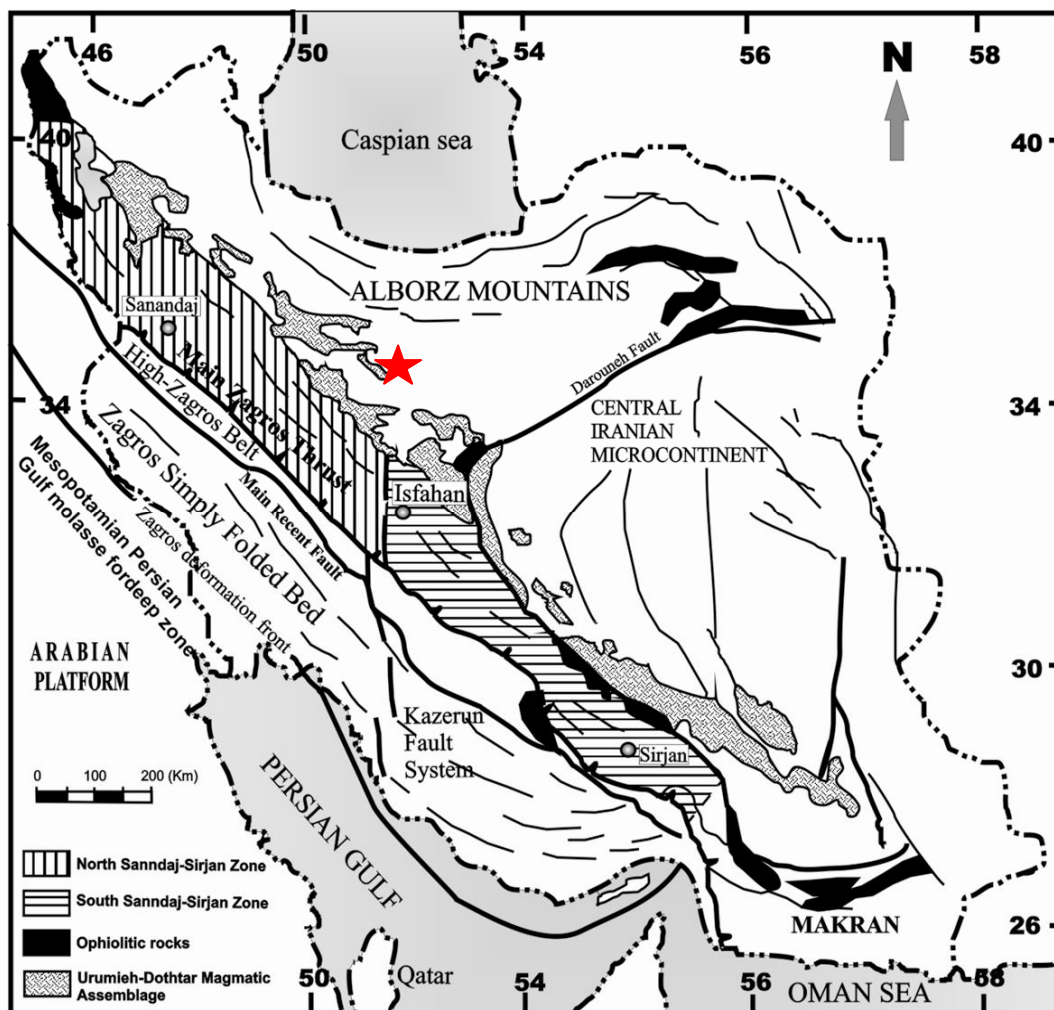 46
50
54
56
58
N
Caspian sea
40
40
ALBORZ MOUNTAINS
Sanandaj
Main Zagros Thrust
High-Zagros Belt
Darouneh Fault
34
34
CENTRAL
IRANIAN
MICROCONTINENT
Zagros Simply Folded Bed
Main Recent Fault
Isfahan
Mesopotamian Persian
Gulf molasse fordeep zone
Zagros deformation front
ARABIAN
PLATFORM
30
Kazerun
Fault
System
Sirjan
0 100 200 (Km)
PERSIAN GULF
North Sanndaj-Sirjan Zone
South Sanndaj-Sirjan Zone
Ophiolitic rocks
Urumieh-Dothtar Magmatic
Assemblage
MAKRAN
26
Qatar
50
54
56
58
OMAN SEA